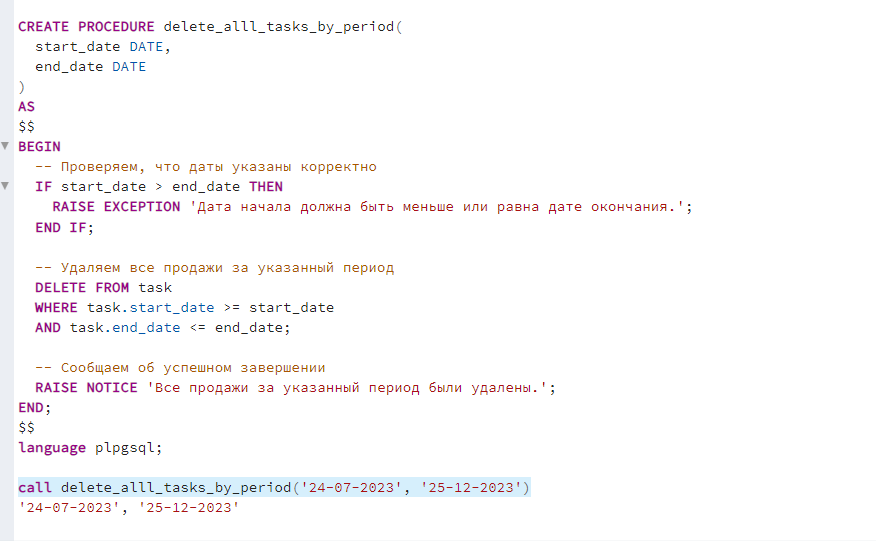 CREATE PROCEDURE delete_alll_tasks_by_period(
start_date DATE,
end_date DATE
)
AS
$$
BEGIN
-- Проверяем, что даты указаны корректно
IF start_date > end_date THEN
RAISE EXCEPTION 'Дата начала должна быть меньше или равна дате окончания.';
END IF;
-- Удаляем все продажи за указанный период
DELETE FROM task
WHERE task.start_date >= start_date
AND task.end_date <= end_date;
-- Сообщаем об успешном завершении
RAISE NOTICE 'Все продажи за указанный период были удалены.';
END;
$$
language plpgsql;
call delete_alll_tasks_by_period('24-07-2023', '25-12-2023')
'24-07-2023', '25-12-2023'